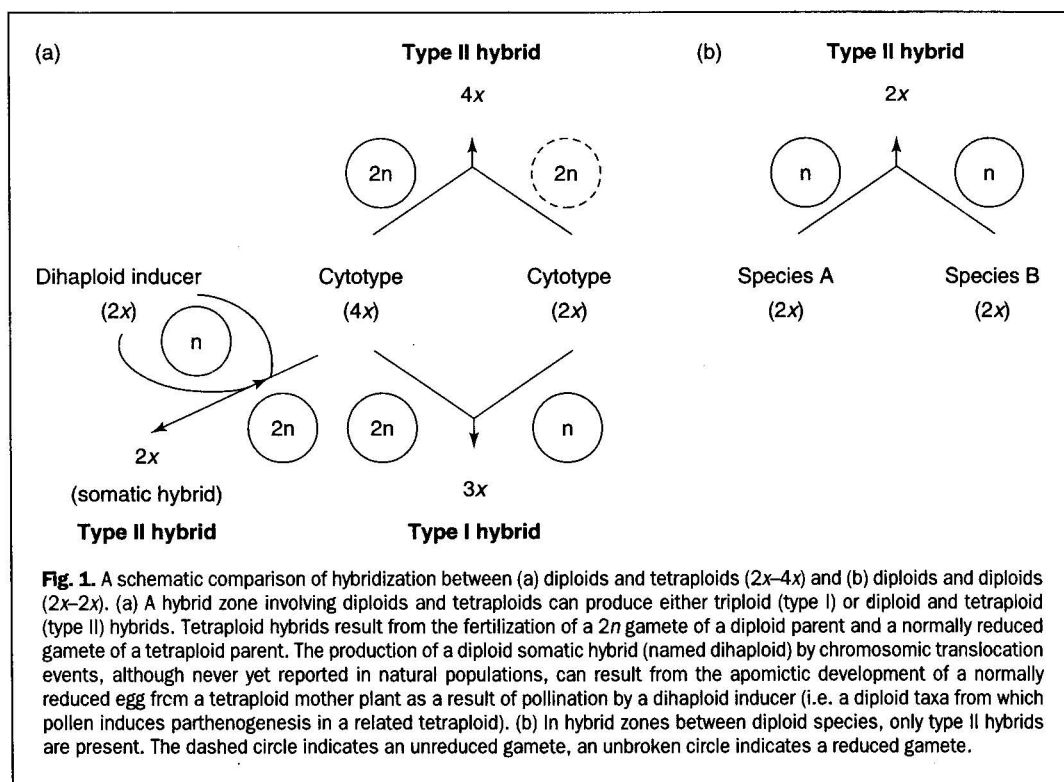 (a)
Type II hybrid
4x
2n
2n
Dihaploid inducer
(2x)
n
Cytotype
(4x)
Cytotype
(2x)
2n
2n
n
2x
(somatic hybrid)
Type II hybrid
3x
Type I hybrid
(b)
Type II hybrid
2x
n
n
Species A
(2x)
Species B
(2x)
Fig. 1. A schematic comparison of hybridization between (a) diploids and tetraploids (2x–4x) and (b) diploids and diploids
(2x–2x). (a) A hybrid zone involving diploids and tetraploids can produce either triploid (type I) or diploid and tetraploid
(type II) hybrids. Tetraploid hybrids result from the fertilization of a 2n gamete of a diploid parent and a normally reduced
gamete of a tetraploid parent. The production of a diploid somatic hybrid (named dihaploid) by chromosomic translocation
events, although never yet reported in natural populations, can result from the apomictic development of a normally
reduced egg from a tetraploid mother plant as a result of pollination by a dihaploid inducer (i.e. a diploid taxa from which
pollen induces parthenogenesis in a related tetraploid). (b) In hybrid zones between diploid species, only type II hybrids
are present. The dashed circle indicates an unreduced gamete, an unbroken circle indicates a reduced gamete.